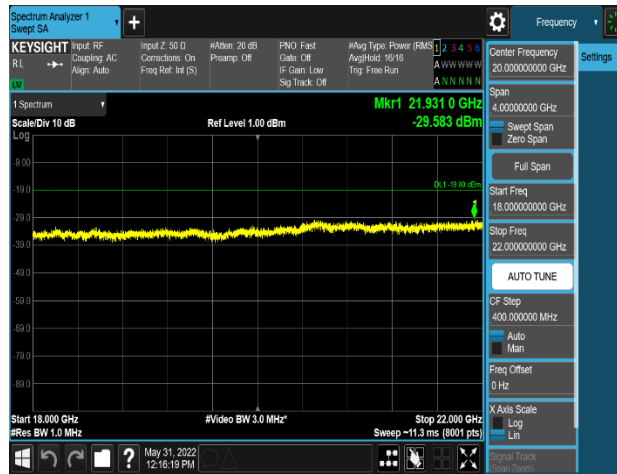 Spectrum Analyzer 1
Swept SA
Frequency
KEYSIGHT
RL
Input: RF
Coupling: AC
Align: Auto
Input Z: 50 Ω
Corrections: On
Freq Ref: Int (S)
#Atten: 20 dB
Preamp: Off
PNO: Fast
Gate: Off
IF Gain: Low
Sig Track: Off
#Avg Type: Power (RMS
Avg|Hold: 16/16
Trig: Free Run
1 2 3 4 5 6
A W W W W W
A N N N N N
LNI
1 Spectrum
Scale/Div 10 dB
Ref Level 1.00 dBm
Mkr1 21.931 0 GHz
-29.583 dBm
Log
-9.00
-19.0
-29.0
-39.0
-49.0
-59.0
-69.0
-79.0
-89.0
DL1 -19.00 dBm
1
Start 18.000 GHz
#Res BW 1.0 MHz
#Video BW 3.0 MHz*
Stop 22.000 GHz
Sweep ~11.3 ms (8001 pts)
?
May 31, 2022
12:16:19 PM
Center Frequency
20.000000000 GHz
Settings
Span
4.00000000 GHz
Swept Span
Zero Span
Full Span
Start Freq
18.000000000 GHz
Stop Freq
22.000000000 GHz
AUTO TUNE
CF Step
400.000000 MHz
Auto
Man
Freq Offset
0 Hz
X Axis Scale
Log
Lin
Signal Track
(Span Zoom)